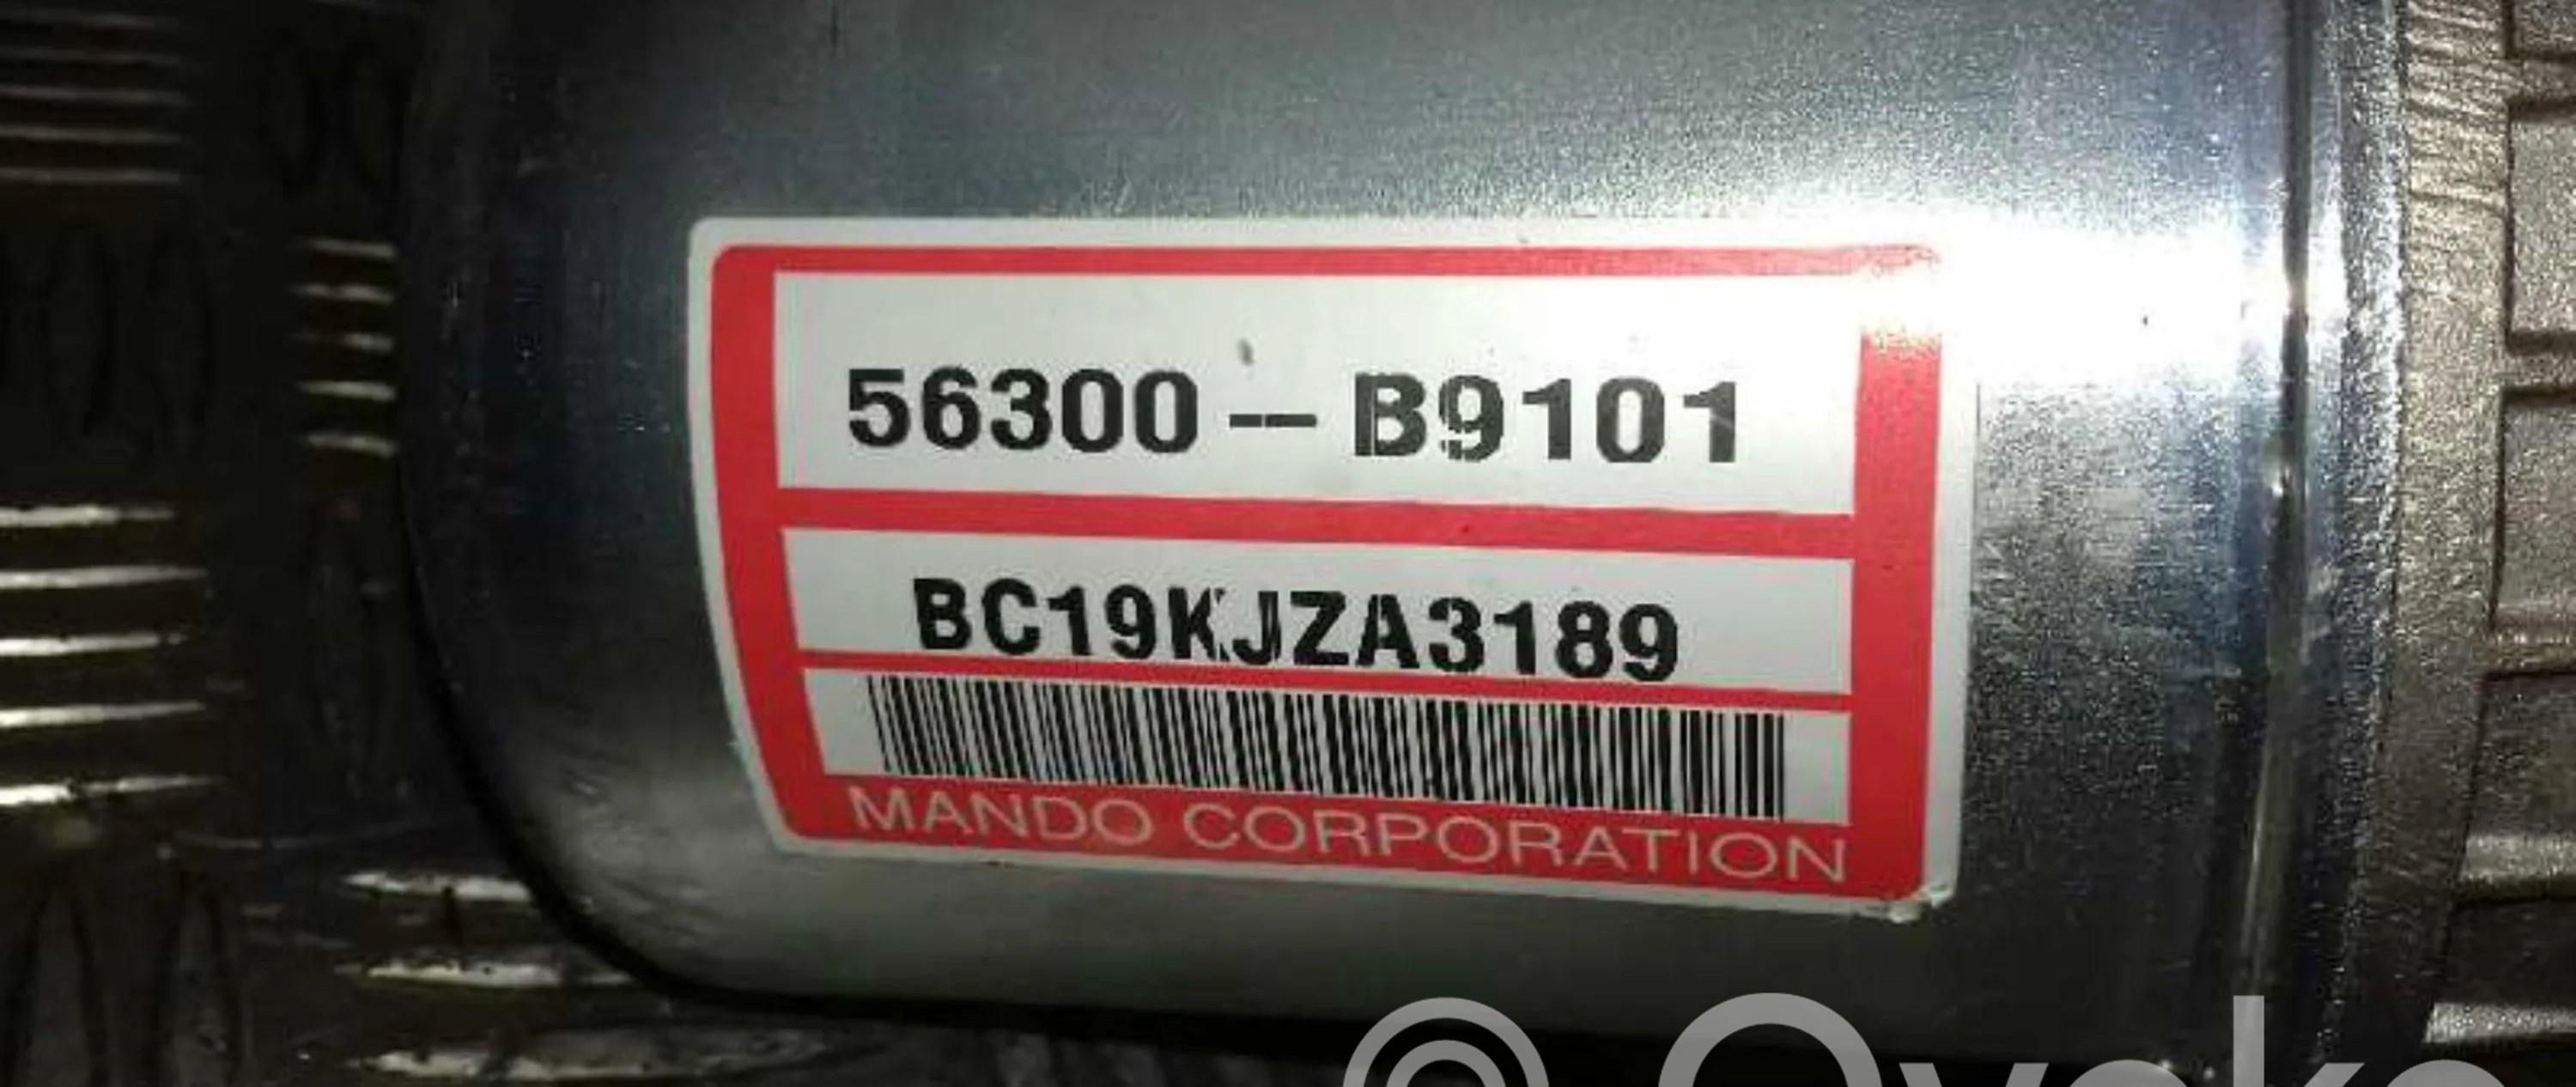 56300-B9101
BC19KJZA3189
MANDO CORPORATION